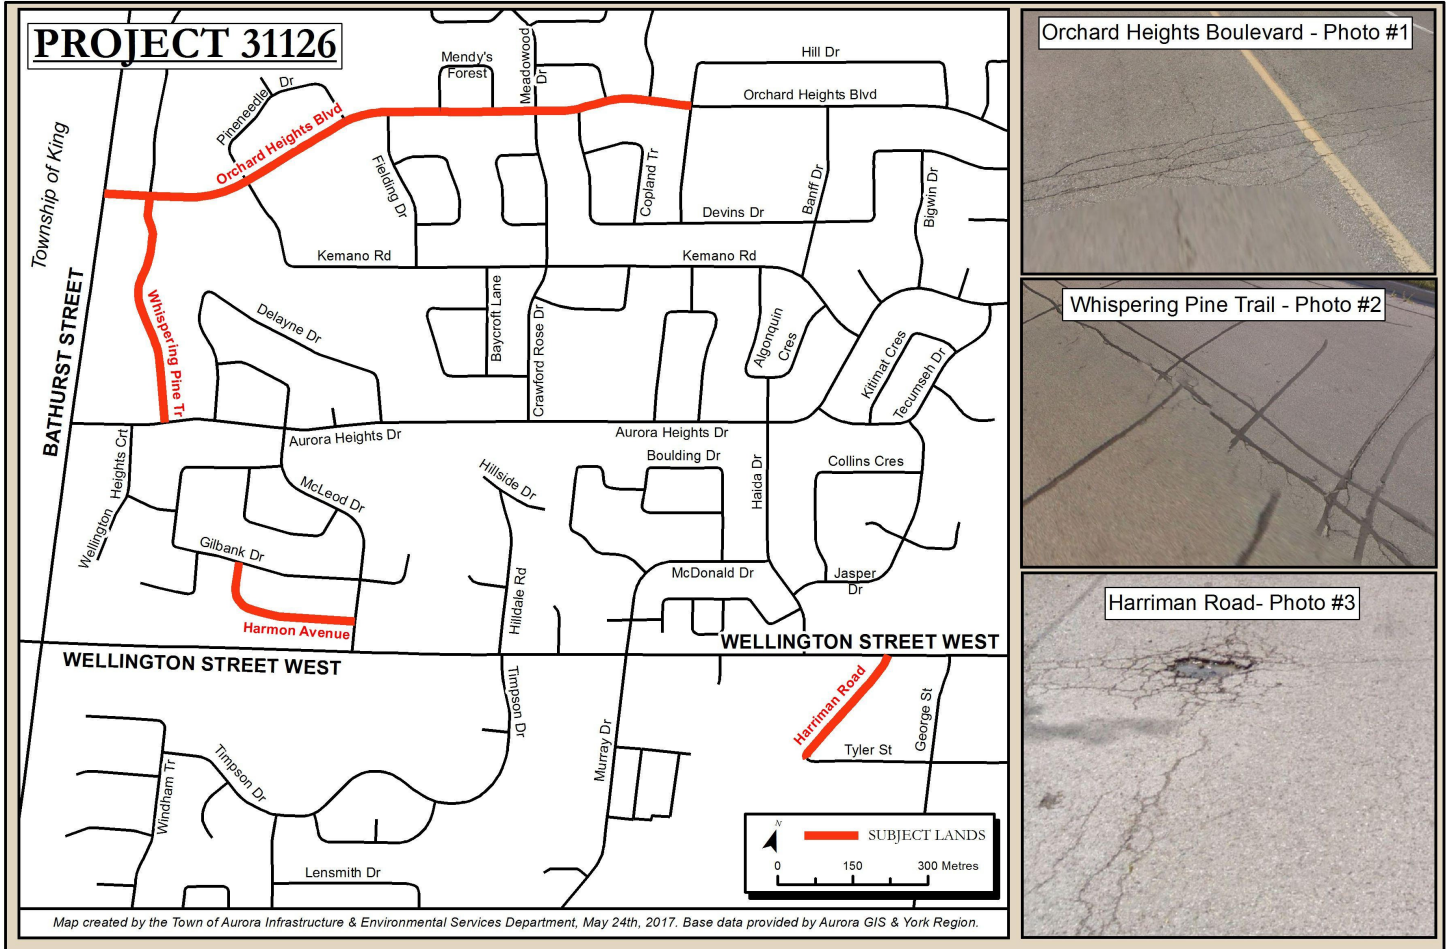 PROJECT 31126
Township of King
BATHURST STREET
Pineneedle Dr
Orchard Heights Blvd
Mendy's
Forest
Meadowood
Dr
Hill Dr
Orchard Heights Blvd
Fielding Dr
Copland Tr
Devins Dr
Banff Dr
Bigwin Dr
Kemano Rd
Kemano Rd
Whispering Pine Tr
Delayne Dr
Baycroft Lane
Crawford Rose Dr
Algonquin
Cres
Kitimat Cres
Tecumseh Dr
Aurora Heights Dr
Aurora Heights Dr
Wellington Heights Crt
McLeod Dr
Hillside Dr
Boulding Dr
Haida Dr
Collins Cres
Gilbank Dr
Hilldale Rd
McDonald Dr
Jasper
Dr
Harmon Avenue
WELLINGTON STREET WEST
WELLINGTON STREET WEST
Timpson Dr
Harriman Road
George St
Tyler St
Murray Dr
Windham Tr
Timpson Dr
Lensmith Dr
N
SUBJECT LANDS
0 150 300 Metres
Map created by the Town of Aurora Infrastructure & Environmental Services Department, May 24th, 2017. Base data provided by Aurora GIS & York Region.
Orchard Heights Boulevard - Photo #1
Whispering Pine Trail - Photo #2
Harriman Road- Photo #3